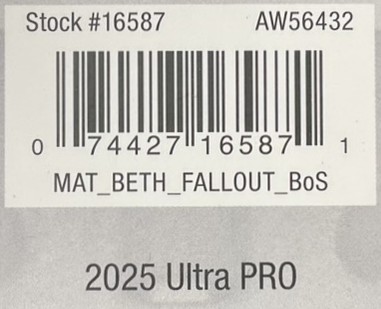 Stock #16587 AW56432
0 74427 16587 1
MAT_BETH_FALLOUT_BoS
2025 Ultra PRO